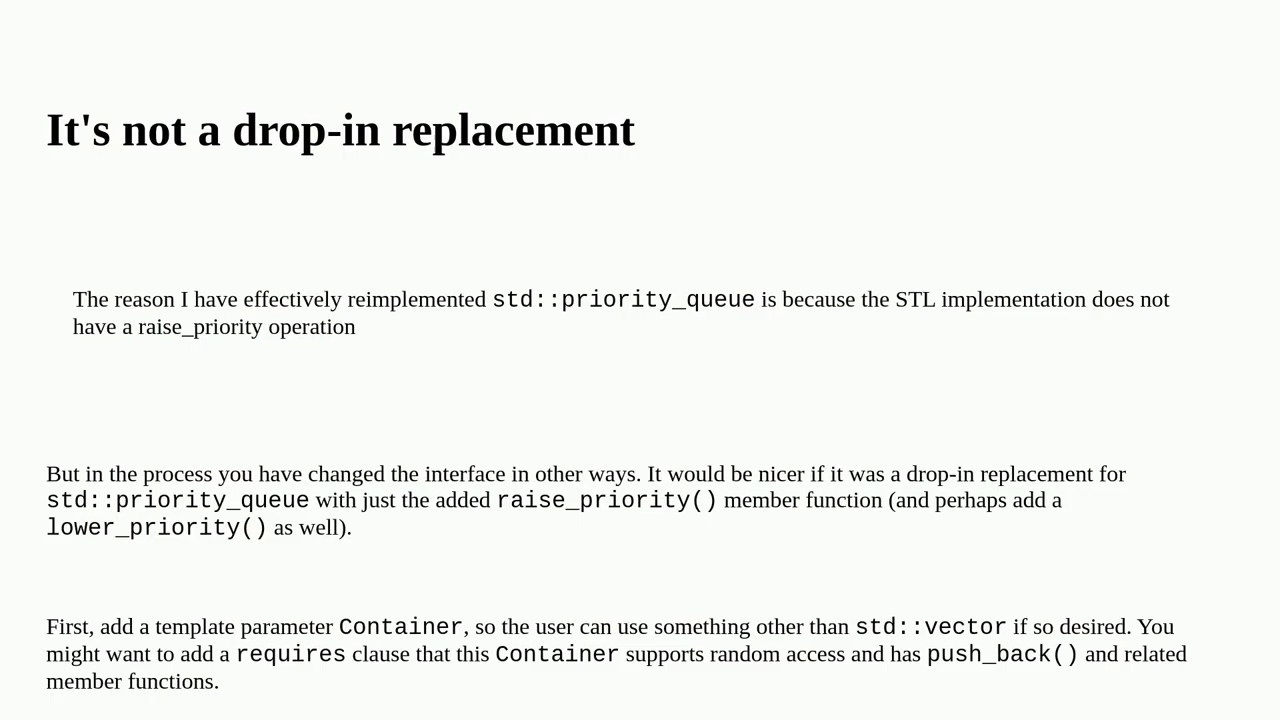 It's not a drop-in replacement
The reason I have effectively reimplemented std::priority_queue is because the STL implementation does not
have a raise_priority operation
But in the process you have changed the interface in other ways. It would be nicer if it was a drop-in replacement for
std::priority_queue with just the added raise_priority() member function (and perhaps add a
lower_priority() as well).
First, add a template parameter Container, so the user can use something other than std::vector if so desired. You
might want to add a requires clause that this Container supports random access and has push_back() and related
member functions.